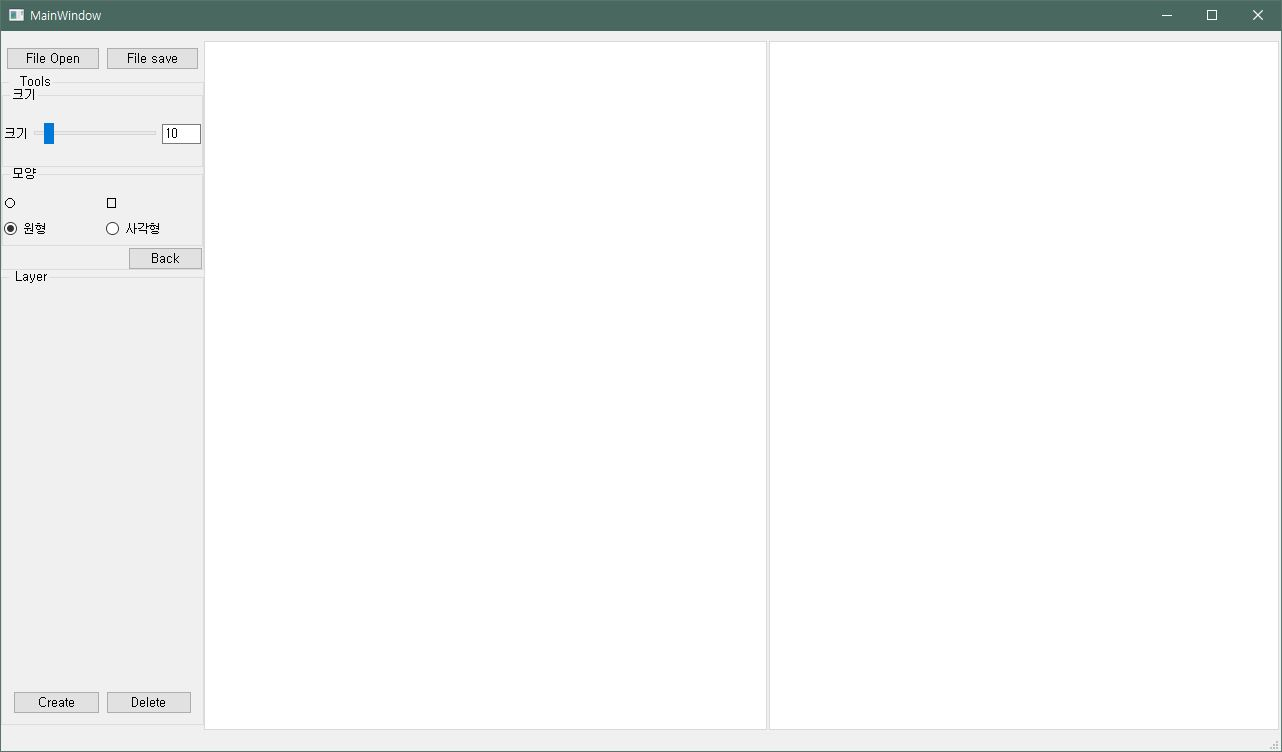 MainWindow
File Open File save
Tools
크기
크기 10
모양
원형 사각형
Back
Layer
Create Delete